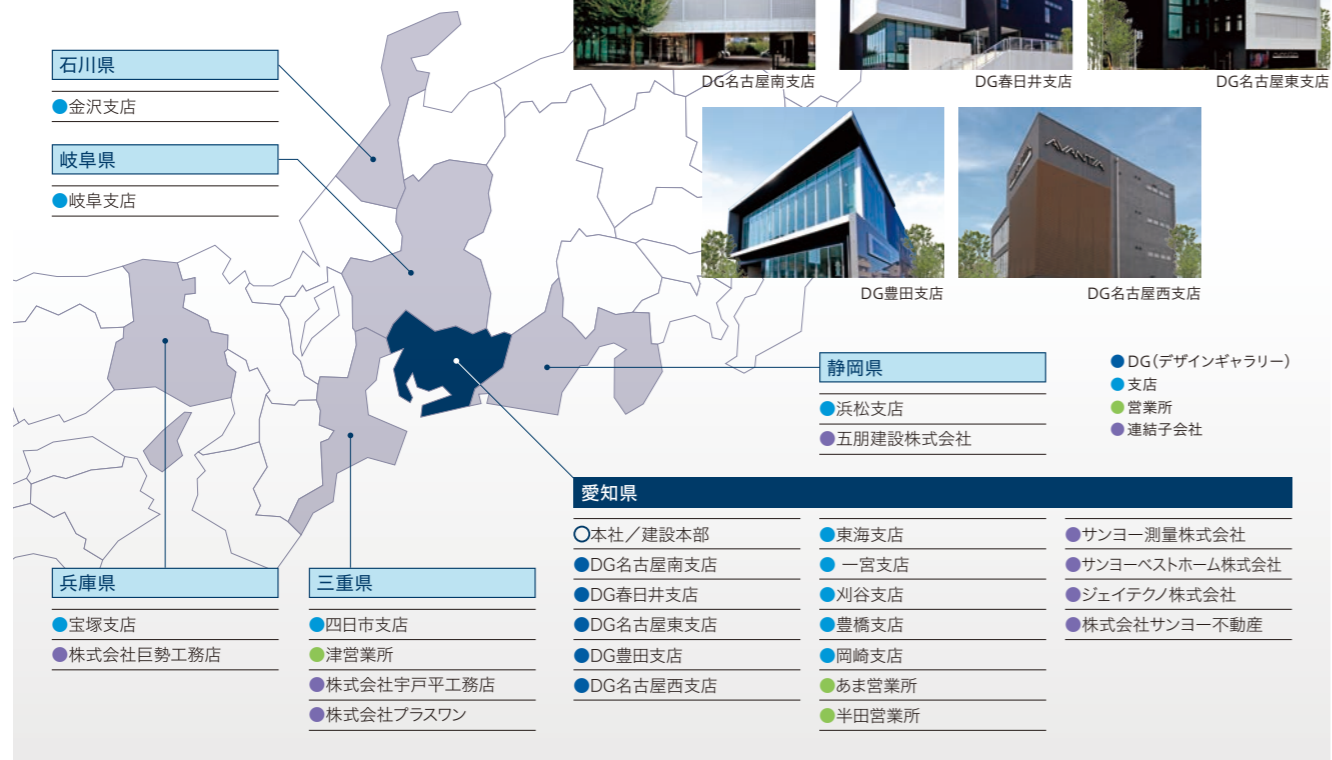 DG名古屋南支店
DG春日井支店
DG名古屋東支店
AVANTIA
DG豊田支店
DG名古屋西支店
石川県
●金沢支店
岐阜県
●岐阜支店
静岡県
●浜松支店
●五朋建設株式会社
●DG(デザインギャラリー)
●支店
●営業所
●連結子会社
愛知県
○本社／建設本部
●DG名古屋南支店
●DG春日井支店
●DG名古屋東支店
●DG豊田支店
●DG名古屋西支店
●東海支店
●一宮支店
●刈谷支店
●豊橋支店
●岡崎支店
●あま営業所
●半田営業所
●サンヨー測量株式会社
●サンヨーベストホーム株式会社
●ジェイテクノ株式会社
●株式会社サンヨー不動産
兵庫県
●宝塚支店
●株式会社巨勢工務店
三重県
●四日市支店
●津営業所
●株式会社宇戸平工務店
●株式会社プラスワン